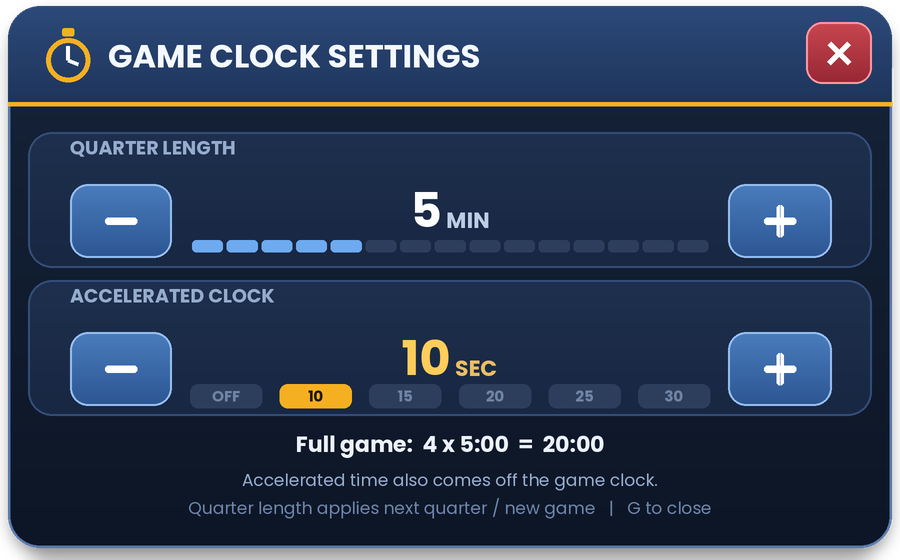 GAME CLOCK SETTINGS
QUARTER LENGTH
5 MIN
ACCELERATED CLOCK
10 SEC
OFF 10 15 20 25 30
Full game: 4 x 5:00 = 20:00
Accelerated time also comes off the game clock.
Quarter length applies next quarter / new game | G to close